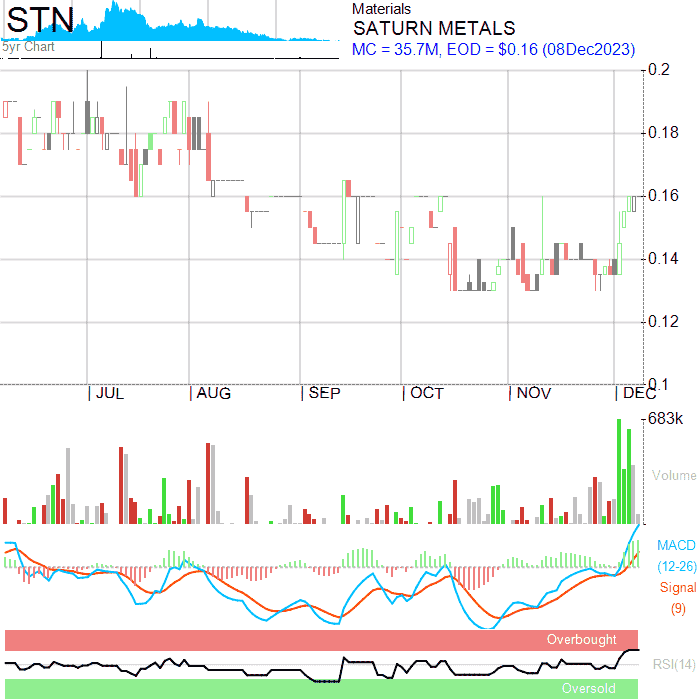 STN
5yr Chart
Materials
SATURN METALS
MC = 35.7M, EOD = $0.16 (08Dec2023)
0.2
0.18
0.16
0.14
0.12
0.1
JUL AUG SEP OCT NOV DEC
683k
Volume
MACD
(12-26)
Signal
(9)
Overbought
RSI(14)
Oversold